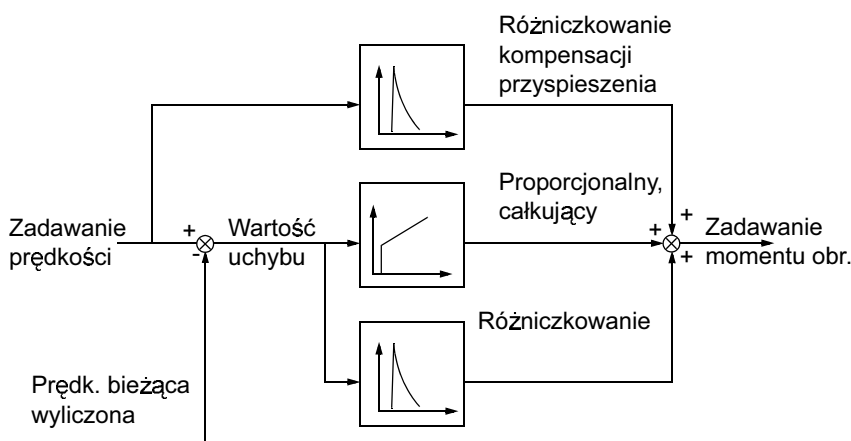 Różniczkowanie
kompensacji
przyspieszenia
Proporcjonalny,
całkujący
Zadawanie
prędkości
+
-
Wartość
uchybu
+
+
+
Zadawanie
momentu obr.
Różniczkowanie
Prędk. bieżąca
wyliczona